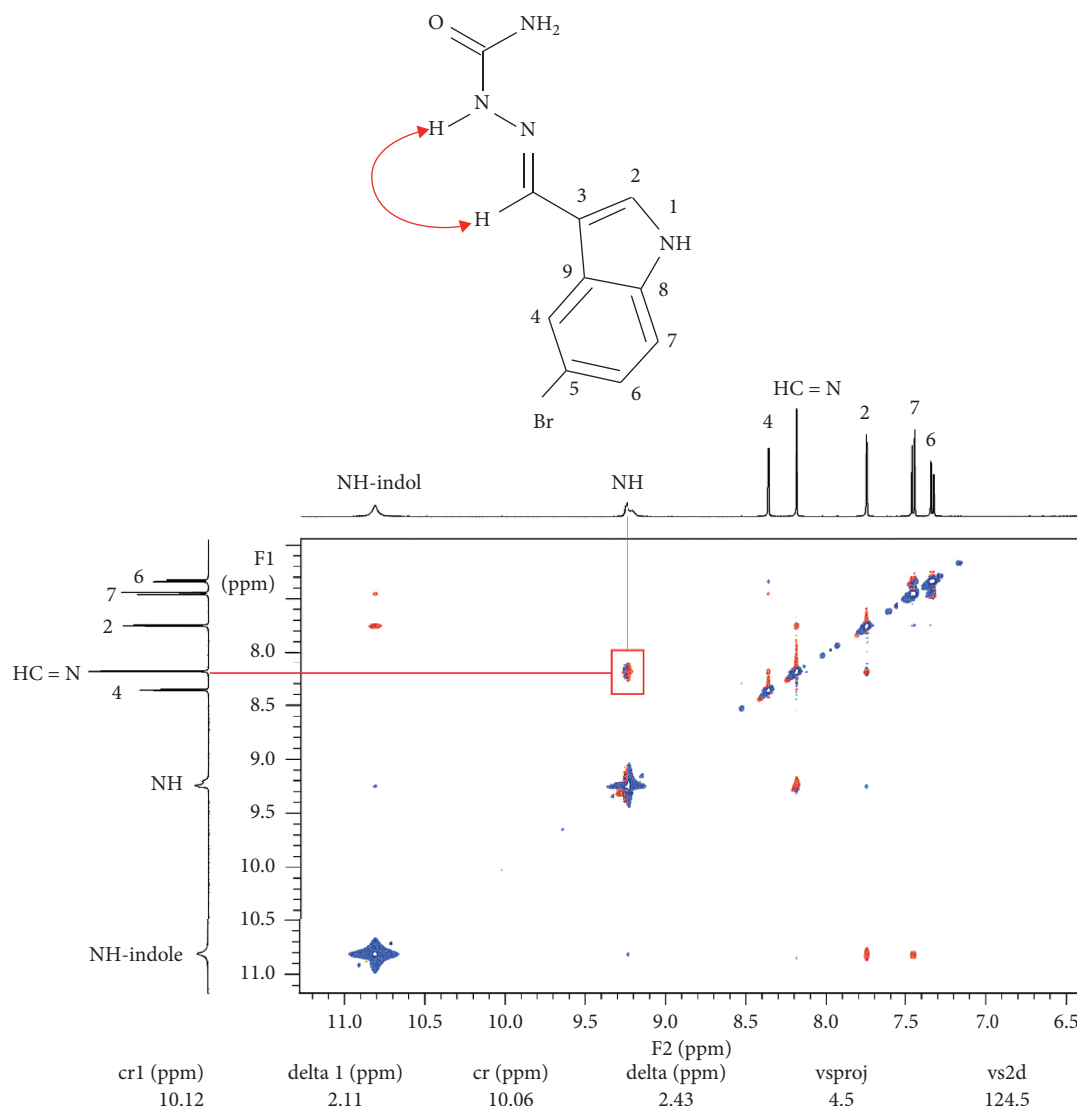 O
NH2
N
H
N
H
3
2
1
NH
9
8
4
7
5
6
Br
HC = N
4
2
7
6
NH-indol
NH
F1
(ppm)
6
7
2
HC = N
4
NH
NH-indole
8.0
8.5
9.0
9.5
10.0
10.5
11.0
11.0 10.5 10.0 9.5 9.0 8.5 8.0 7.5 7.0 6.5
F2 (ppm)
cr1 (ppm) delta 1 (ppm) cr (ppm) delta (ppm) vsproj vs2d
10.12 2.11 10.06 2.43 4.5 124.5